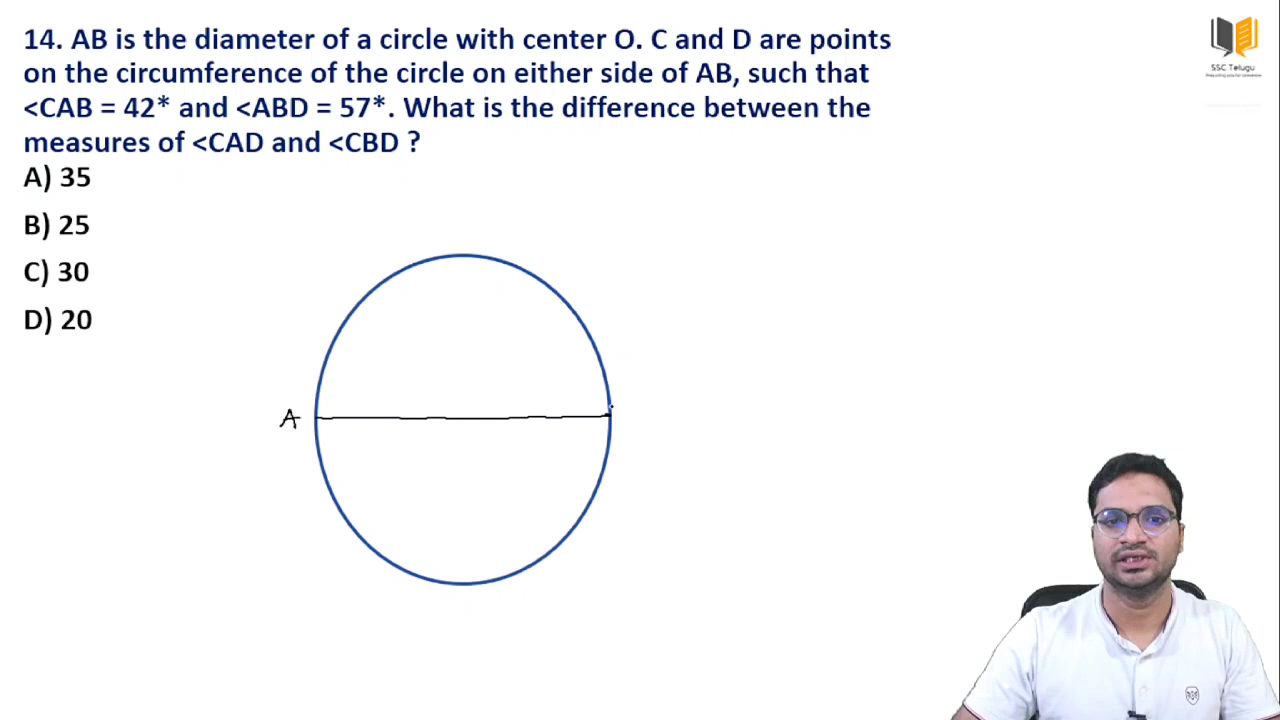 14. AB is the diameter of a circle with center O. C and D are points
on the circumference of the circle on either side of AB, such that
<CAB = 42* and <ABD = 57*. What is the difference between the
measures of <CAD and <CBD ?
A) 35
B) 25
C) 30
D) 20
A
SSC Telugu